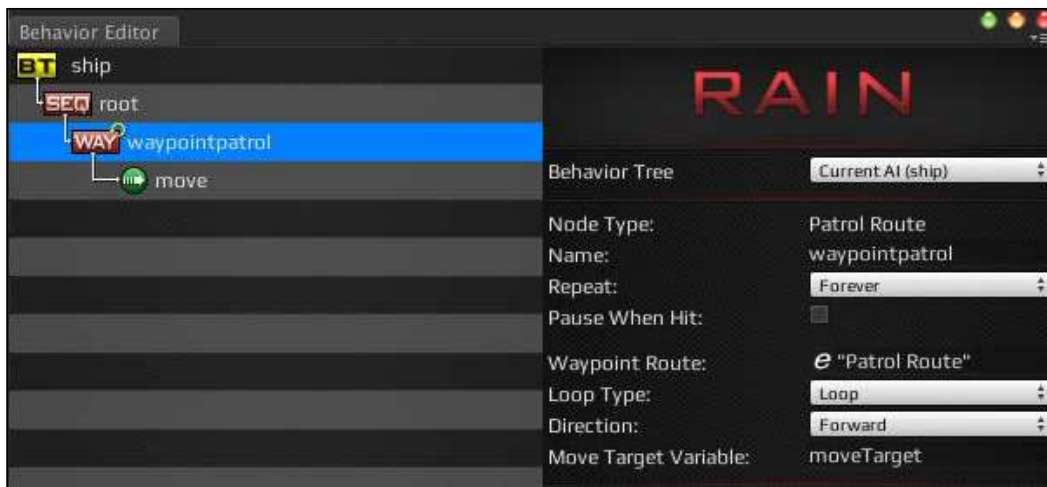 Behavior Editor
BT ship
SEQ root
WAY waypointpatrol
move
RAIN
Behavior Tree Current AI (ship)
Node Type: Patrol Route
Name: waypointpatrol
Repeat: Forever
Pause When Hit:
Waypoint Route: e "Patrol Route"
Loop Type: Loop
Direction: Forward
Move Target Variable: moveTarget